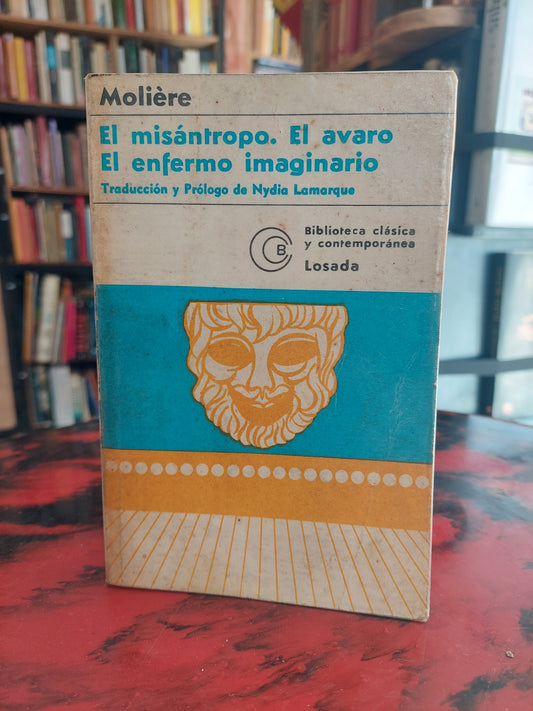 Molière
El misántropo. El avaro
El enfermo imaginario
Traducción y Prólogo de Nydia Lamarque
B
Biblioteca clásica
y contemporánea
Losada